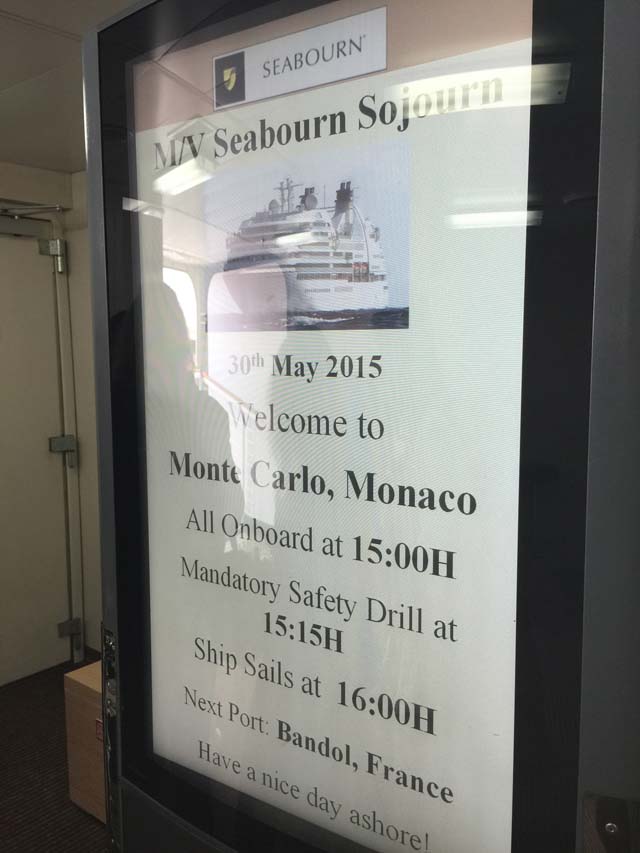 SEABOURN
M/V Seabourn Sojourn
30th May 2015
Welcome to
Monte Carlo, Monaco
All Onboard at 15:00H
Mandatory Safety Drill at
15:15H
Ship Sails at 16:00H
Next Port: Bandol, France
Have a nice day ashore!